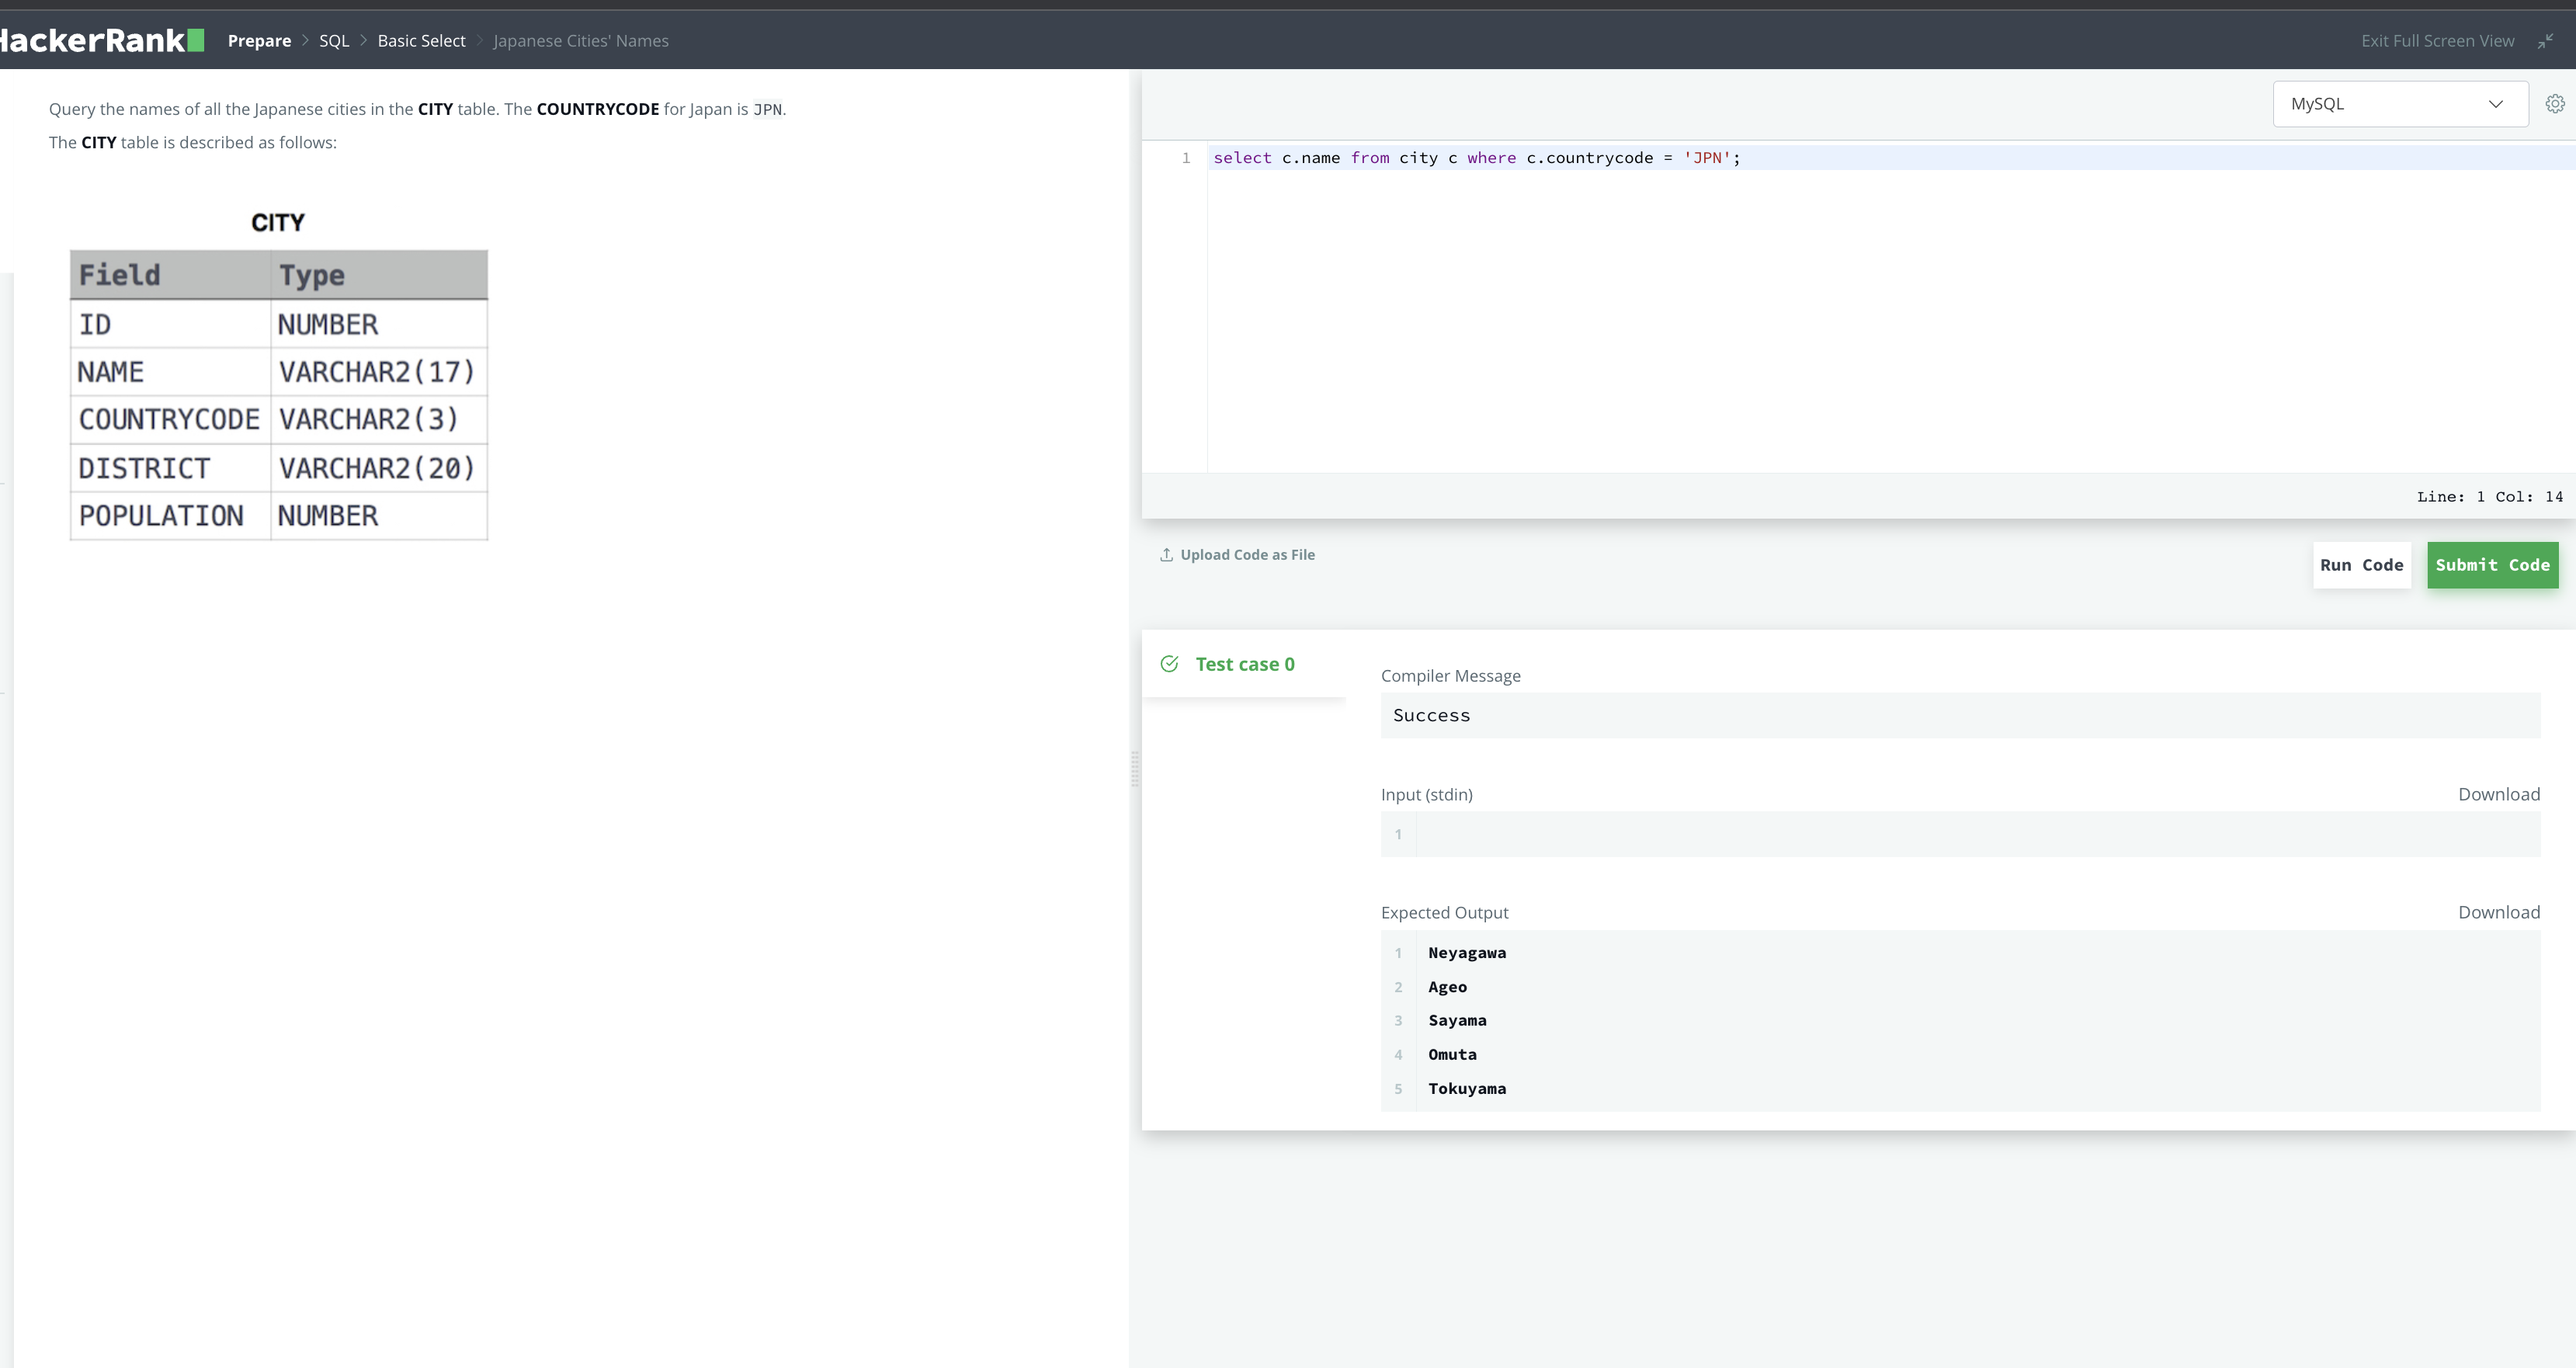 HackerRank Prepare > SQL > Basic Select > Japanese Cities' Names Exit Full Screen View
Query the names of all the Japanese cities in the CITY table. The COUNTRYCODE for Japan is JPN.
The CITY table is described as follows:
CITY
Field Type
ID NUMBER
NAME VARCHAR2(17)
COUNTRYCODE VARCHAR2(3)
DISTRICT VARCHAR2(20)
POPULATION NUMBER
MySQL
1 select c.name from city c where c.countrycode = 'JPN';
Line: 1 Col: 14
Upload Code as File
Run Code Submit Code
Test case 0
Compiler Message
Success
Input (stdin) Download
1
Expected Output Download
1 Neyagawa
2 Ageo
3 Sayama
4 Omuta
5 Tokuyama